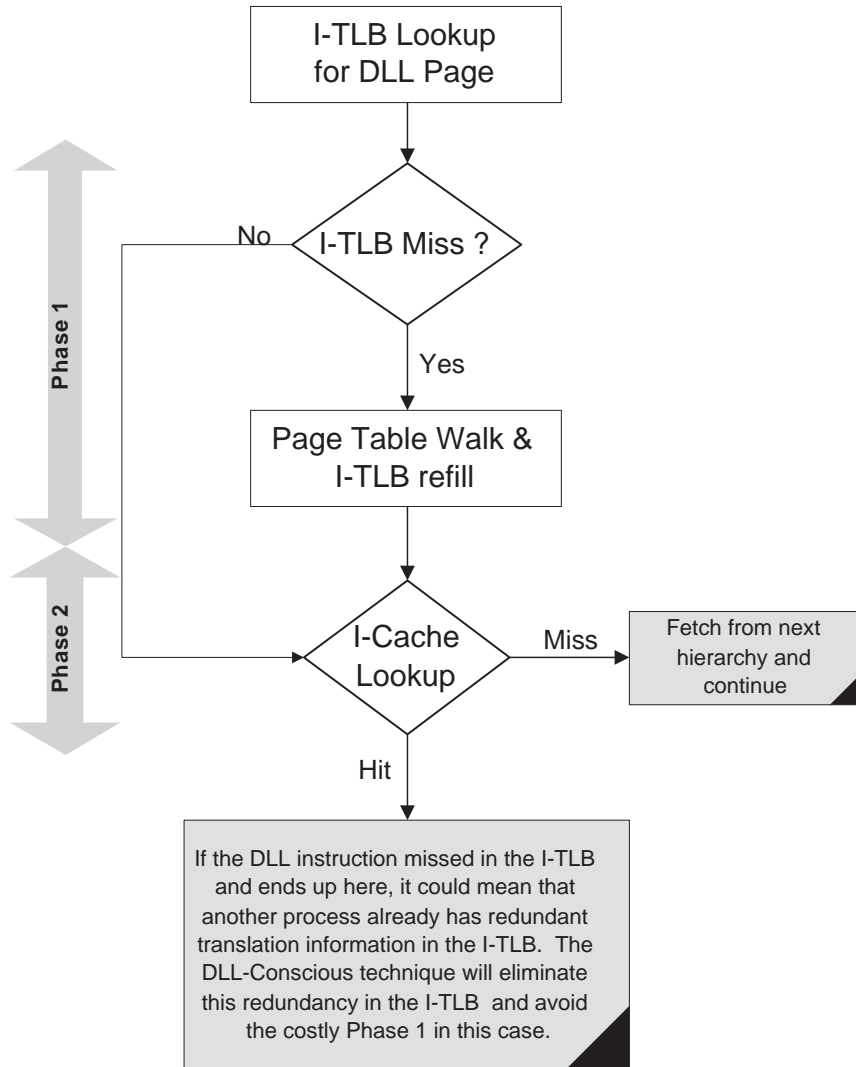 I-TLB Lookup
for DLL Page
No
I-TLB Miss ?
Phase 1
Yes
Page Table Walk &
I-TLB refill
Phase 2
I-Cache
Lookup
Miss
Fetch from next
hierarchy and
continue
Hit
If the DLL instruction missed in the I-TLB
and ends up here, it could mean that
another process already has redundant
translation information in the I-TLB. The
DLL-Conscious technique will eliminate
this redundancy in the I-TLB and avoid
the costly Phase 1 in this case.